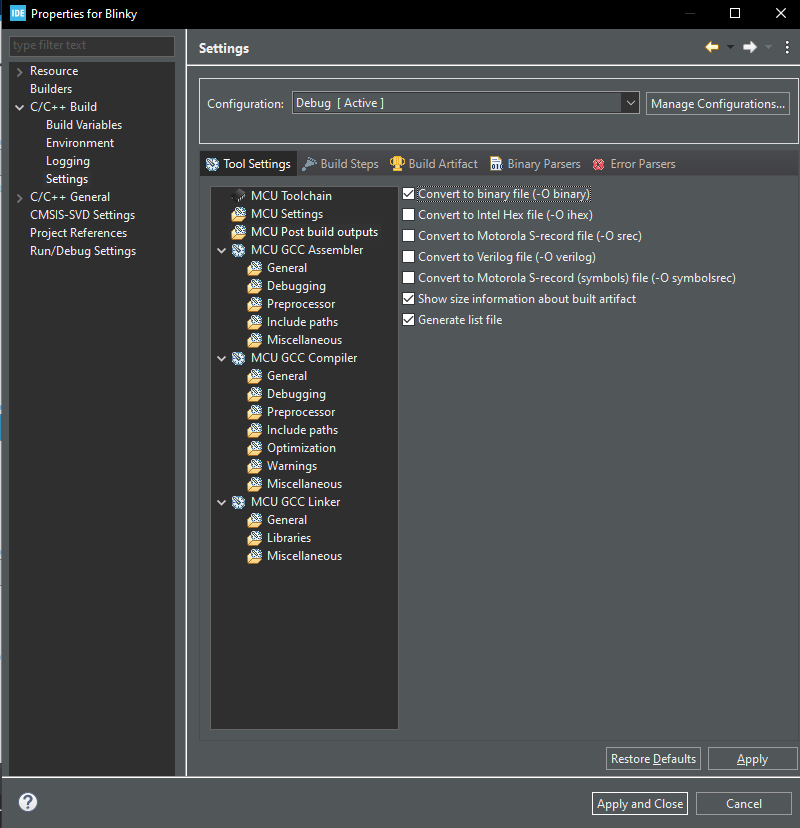 IDE Properties for Blinky
type filter text
Resource
Builders
C/C++ Build
Build Variables
Environment
Logging
Settings
C/C++ General
CMSIS-SVD Settings
Project References
Run/Debug Settings
Settings
Configuration: Debug [ Active ] Manage Configurations...
Tool Settings Build Steps Build Artifact Binary Parsers Error Parsers
MCU Toolchain
MCU Settings
MCU Post build outputs
MCU GCC Assembler
General
Debugging
Preprocessor
Include paths
Miscellaneous
MCU GCC Compiler
General
Debugging
Preprocessor
Include paths
Optimization
Warnings
Miscellaneous
MCU GCC Linker
General
Libraries
Miscellaneous
Convert to binary file (-O binary)
Convert to Intel Hex file (-O ihex)
Convert to Motorola S-record file (-O srec)
Convert to Verilog file (-O verilog)
Convert to Motorola S-record (symbols) file (-O symbolsrec)
Show size information about built artifact
Generate list file
Restore Defaults Apply
? Apply and Close Cancel